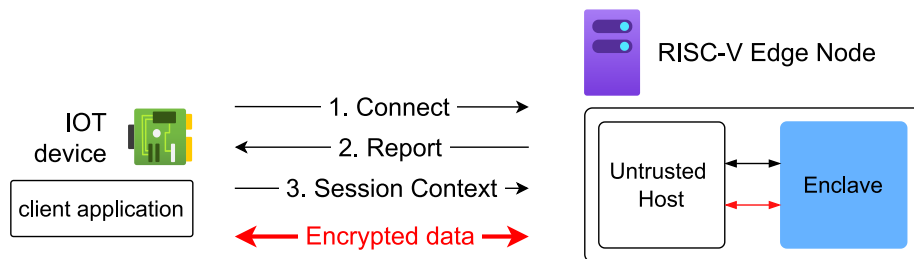 RISC-V Edge Node
IOT
device
client application
1. Connect
2. Report
3. Session Context
Encrypted data
Untrusted
Host
Enclave